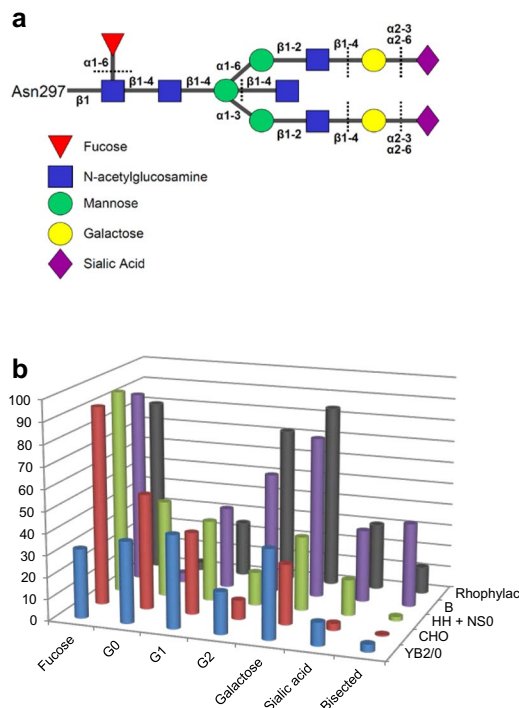 a
α2-3
α2-6
α1-6
β1-2
β1-4
α1-6
β1-4
β1-4
β1-4
Asn297
β1
α1-3
β1-2
β1-4
α2-3
α2-6
Fucose
N-acetylglucosamine
Mannose
Galactose
Sialic Acid
b
100
90
80
70
60
50
40
30
20
10
0
Fucose
G0
G1
G2
Galactose
Sialic acid
Bisected
Rhophylac
B
HH + NS0
CHO
YB2/0